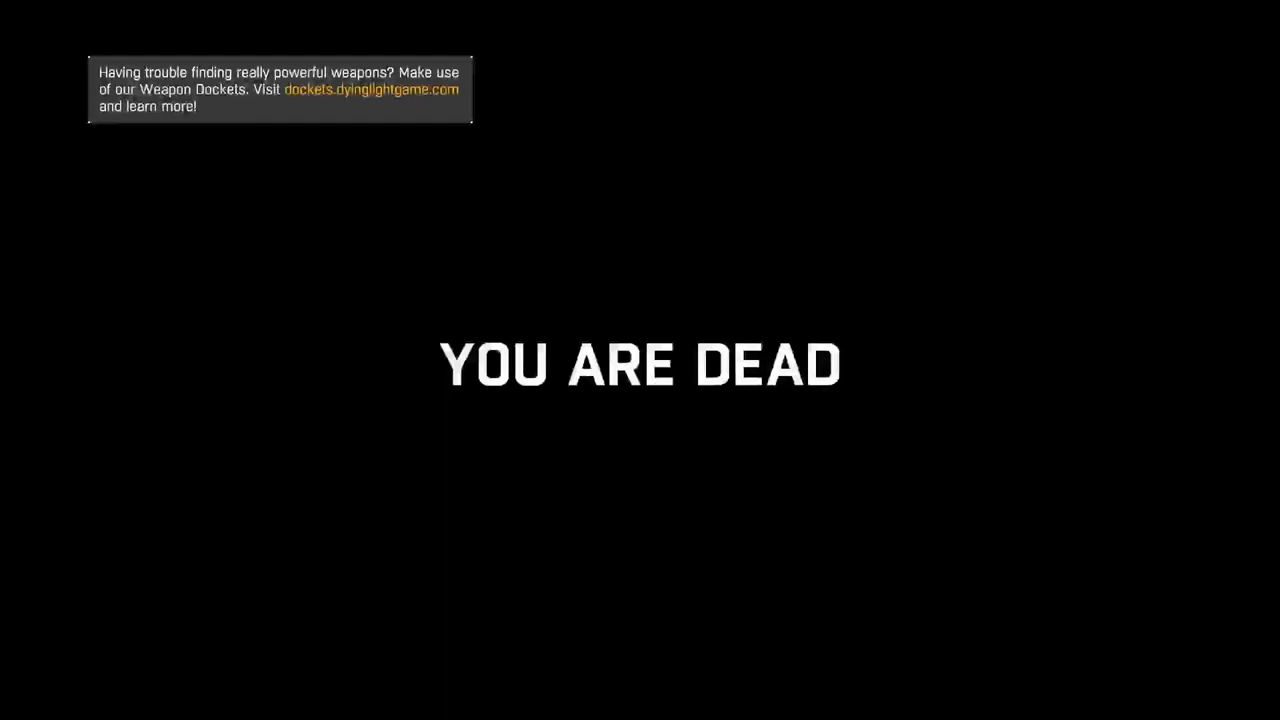 Having trouble finding really powerful weapons? Make use
of our Weapon Dockets. Visit dockets.dyinglightgame.com
and learn more!
YOU ARE DEAD